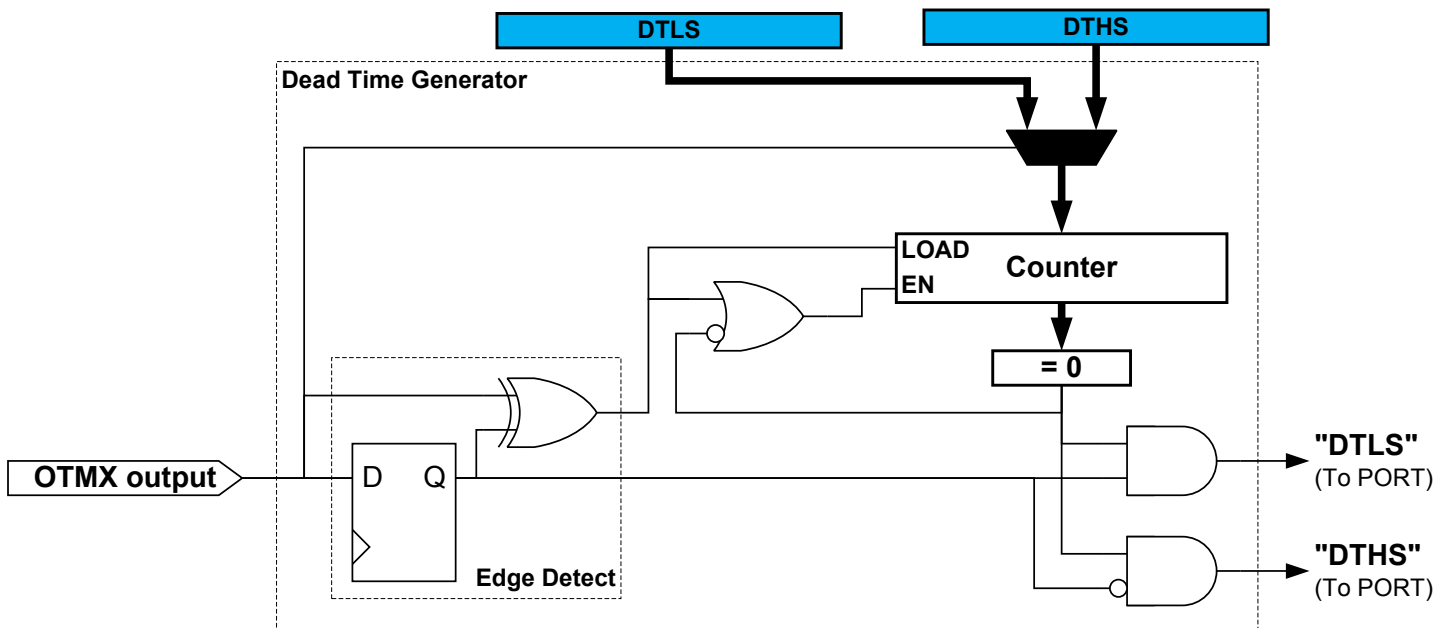 DTLS
DTHS
Dead Time Generator
LOAD
Counter
EN
= 0
OTMX output
D
Q
Edge Detect
"DTLS"
(To PORT)
"DTHS"
(To PORT)